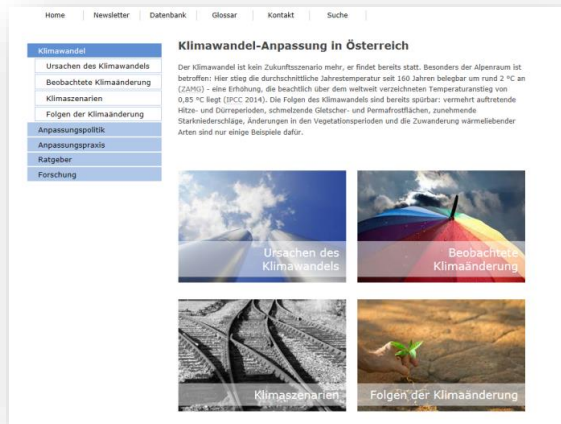 Home Newsletter Datenbank Glossar Kontakt Suche
Klimawandel
Ursachen des Klimawandels
Beobachtete Klimaänderung
Klimaszenarien
Folgen der Klimaänderung
Anpassungspolitik
Anpassungspraxis
Ratgeber
Forschung
Klimawandel-Anpassung in Österreich
Der Klimawandel ist kein Zukunftsszenario mehr, er findet bereits statt. Besonders der Alpenraum ist
betroffen: Hier stieg die durchschnittliche Jahrestemperatur seit 160 Jahren belegbar um rund 2 °C an
(ZAMG) - eine Erhöhung, die beachtlich über dem weltweit verzeichneten Temperaturanstieg von
0,85 °C liegt (IPCC 2014). Die Folgen des Klimawandels sind bereits spürbar: vermehrt auftretende
Hitze- und Dürreperioden, schmelzende Gletscher- und Permafrostflächen, zunehmende
Starkniederschläge, Änderungen in den Vegetationsperioden und die Zuwanderung wärmeliebender
Arten sind nur einige Beispiele dafür.
Ursachen des
Klimawandels
Beobachtete
Klimaänderung
Klimaszenarien
Folgen der Klimaänderung